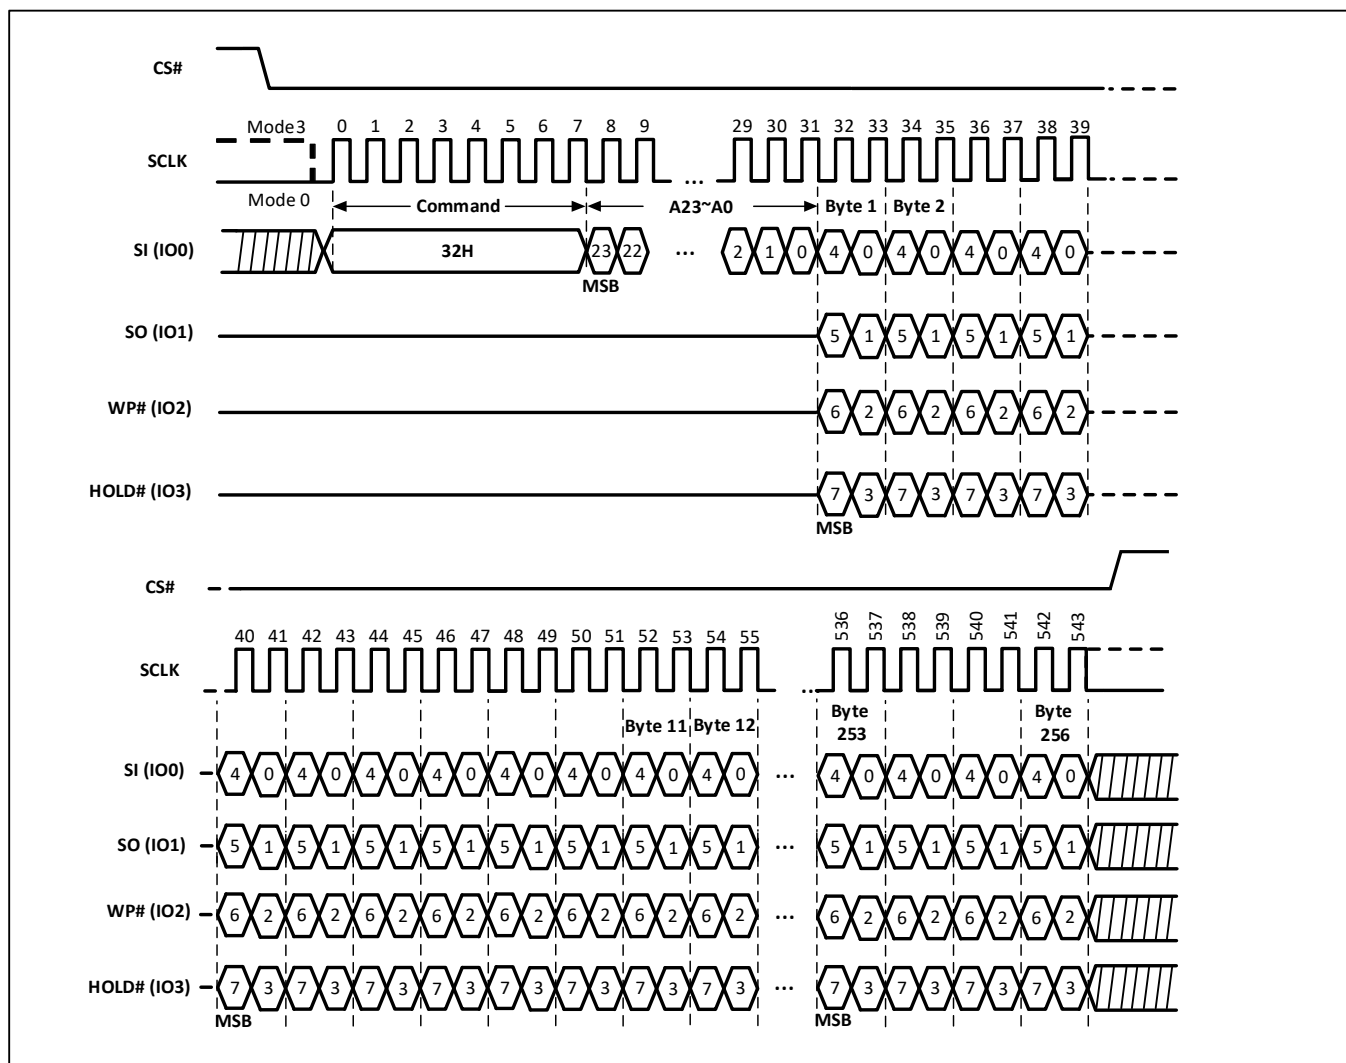 CS#
Mode3 0 1 2 3 4 5 6 7 8 9 29 30 31 32 33 34 35 36 37 38 39
SCLK ...
Mode 0 Command A23~A0 Byte 1 Byte 2
SI (IO0) 32H 23 22 ... 2 1 0 4 0 4 0 4 0 4 0
MSB
SO (IO1) 5 1 5 1 5 1 5 1
WP# (IO2) 6 2 6 2 6 2 6 2
HOLD# (IO3) 7 3 7 3 7 3 7 3
MSB
CS#
40 41 42 43 44 45 46 47 48 49 50 51 52 53 54 55 536 537 538 539 540 541 542 543
SCLK ...
Byte 11 Byte 12 Byte 253 Byte 256
SI (IO0) 4 0 4 0 4 0 4 0 4 0 4 0 4 0 4 0 ... 4 0 4 0 4 0 4 0
SO (IO1) 5 1 5 1 5 1 5 1 5 1 5 1 5 1 5 1 ... 5 1 5 1 5 1 5 1
WP# (IO2) 6 2 6 2 6 2 6 2 6 2 6 2 6 2 6 2 ... 6 2 6 2 6 2 6 2
HOLD# (IO3) 7 3 7 3 7 3 7 3 7 3 7 3 7 3 7 3 ... 7 3 7 3 7 3 7 3
MSB MSB